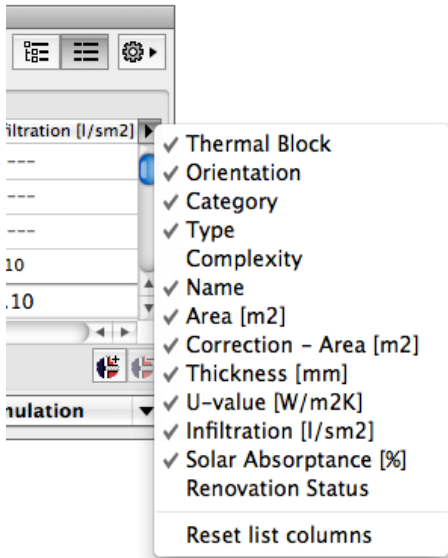 filtration [l/sm2]
---
---
---
10
.10
nulation
Thermal Block
Orientation
Category
Type
Complexity
Name
Area [m2]
Correction – Area [m2]
Thickness [mm]
U-value [W/m2K]
Infiltration [l/sm2]
Solar Absorptance [%]
Renovation Status
Reset list columns